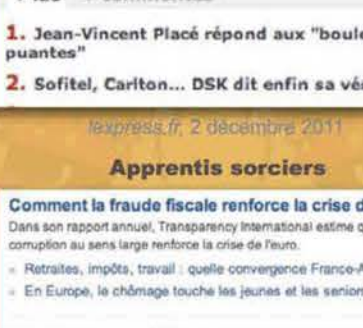 1. Jean-Vincent Placé répond aux "boule
puantes"
2. Sofitel, Carlton... DSK dit enfin sa vér
lexpress.fr, 2 décembre 2011
Apprentis sorciers
Comment la fraude fiscale renforce la crise d
Dans son rapport annuel, Transparency International estime q
corruption au sens large renforce la crise de l'euro.
Retraites, impôts, travail : quelle convergence France-A
En Europe, le chômage touche les jeunes et les senior